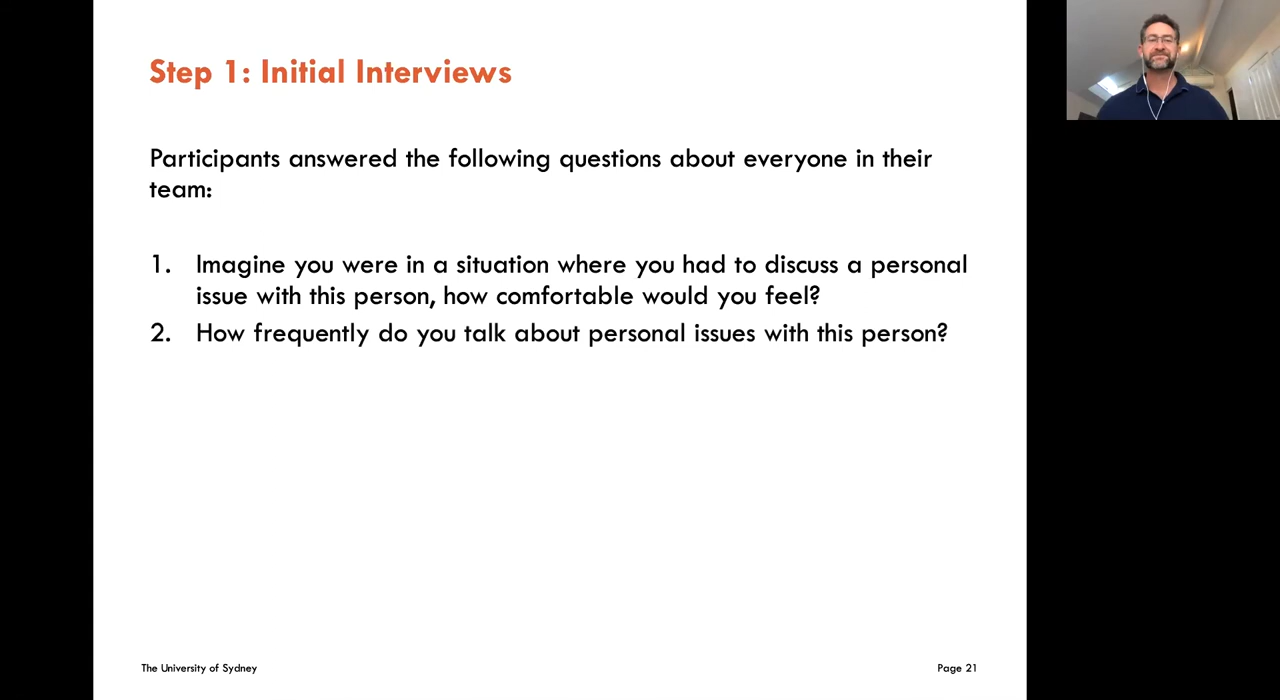 Step 1: Initial Interviews
Participants answered the following questions about everyone in their
team:
1. Imagine you were in a situation where you had to discuss a personal
issue with this person, how comfortable would you feel?
2. How frequently do you talk about personal issues with this person?
The University of Sydney
Page 21